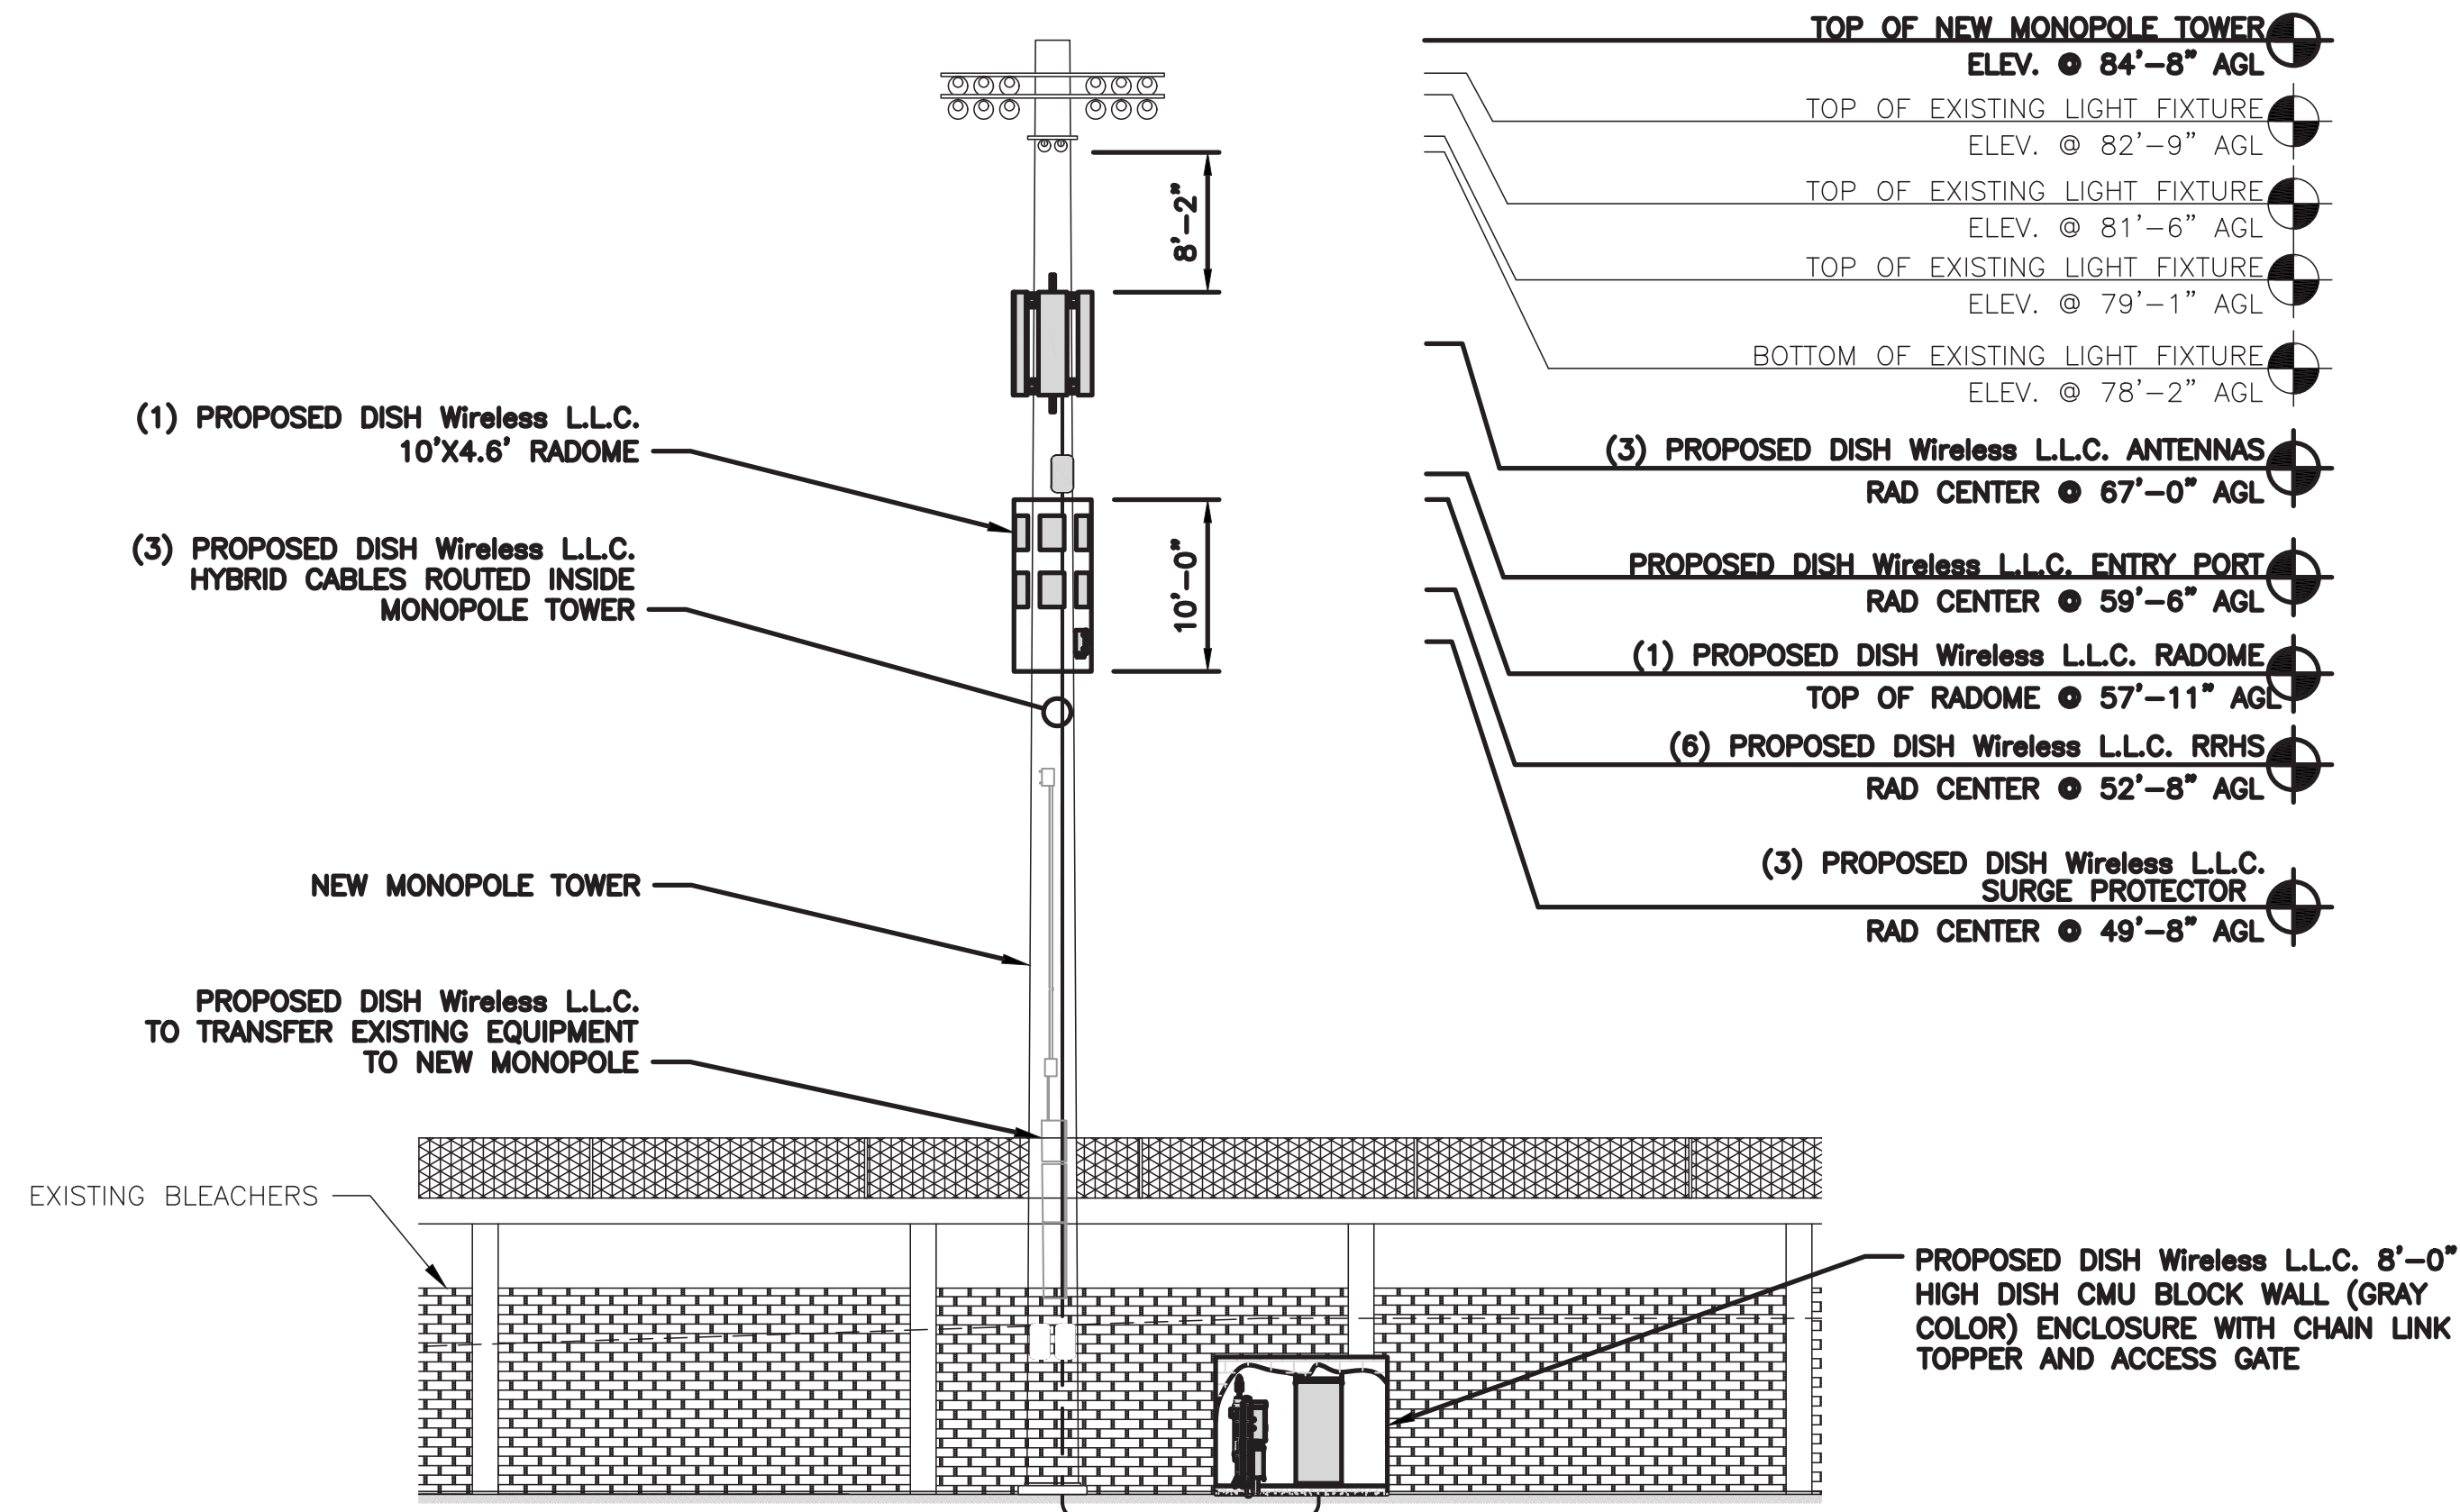 TOP OF NEW MONOPOLE TOWER
ELEV. @ 84'-8" AGL
TOP OF EXISTING LIGHT FIXTURE
ELEV. @ 82'-9" AGL
TOP OF EXISTING LIGHT FIXTURE
ELEV. @ 81'-6" AGL
TOP OF EXISTING LIGHT FIXTURE
ELEV. @ 79'-1" AGL
BOTTOM OF EXISTING LIGHT FIXTURE
ELEV. @ 78'-2" AGL
(3) PROPOSED DISH Wireless L.L.C. ANTENNAS
RAD CENTER @ 67'-0" AGL
PROPOSED DISH Wireless L.L.C. ENTRY PORT
RAD CENTER @ 59'-6" AGL
(1) PROPOSED DISH Wireless L.L.C. RADOME
TOP OF RADOME @ 57'-11" AGL
(6) PROPOSED DISH Wireless L.L.C. RRHS
RAD CENTER @ 52'-8" AGL
(3) PROPOSED DISH Wireless L.L.C.
SURGE PROTECTOR
RAD CENTER @ 49'-8" AGL
8'-2"
10'-0"
(1) PROPOSED DISH Wireless L.L.C.
10'X4.6' RADOME
(3) PROPOSED DISH Wireless L.L.C.
HYBRID CABLES ROUTED INSIDE
MONOPOLE TOWER
NEW MONOPOLE TOWER
PROPOSED DISH Wireless L.L.C.
TO TRANSFER EXISTING EQUIPMENT
TO NEW MONOPOLE
EXISTING BLEACHERS
PROPOSED DISH Wireless L.L.C. 8'-0"
HIGH DISH CMU BLOCK WALL (GRAY
COLOR) ENCLOSURE WITH CHAIN LINK
TOPPER AND ACCESS GATE